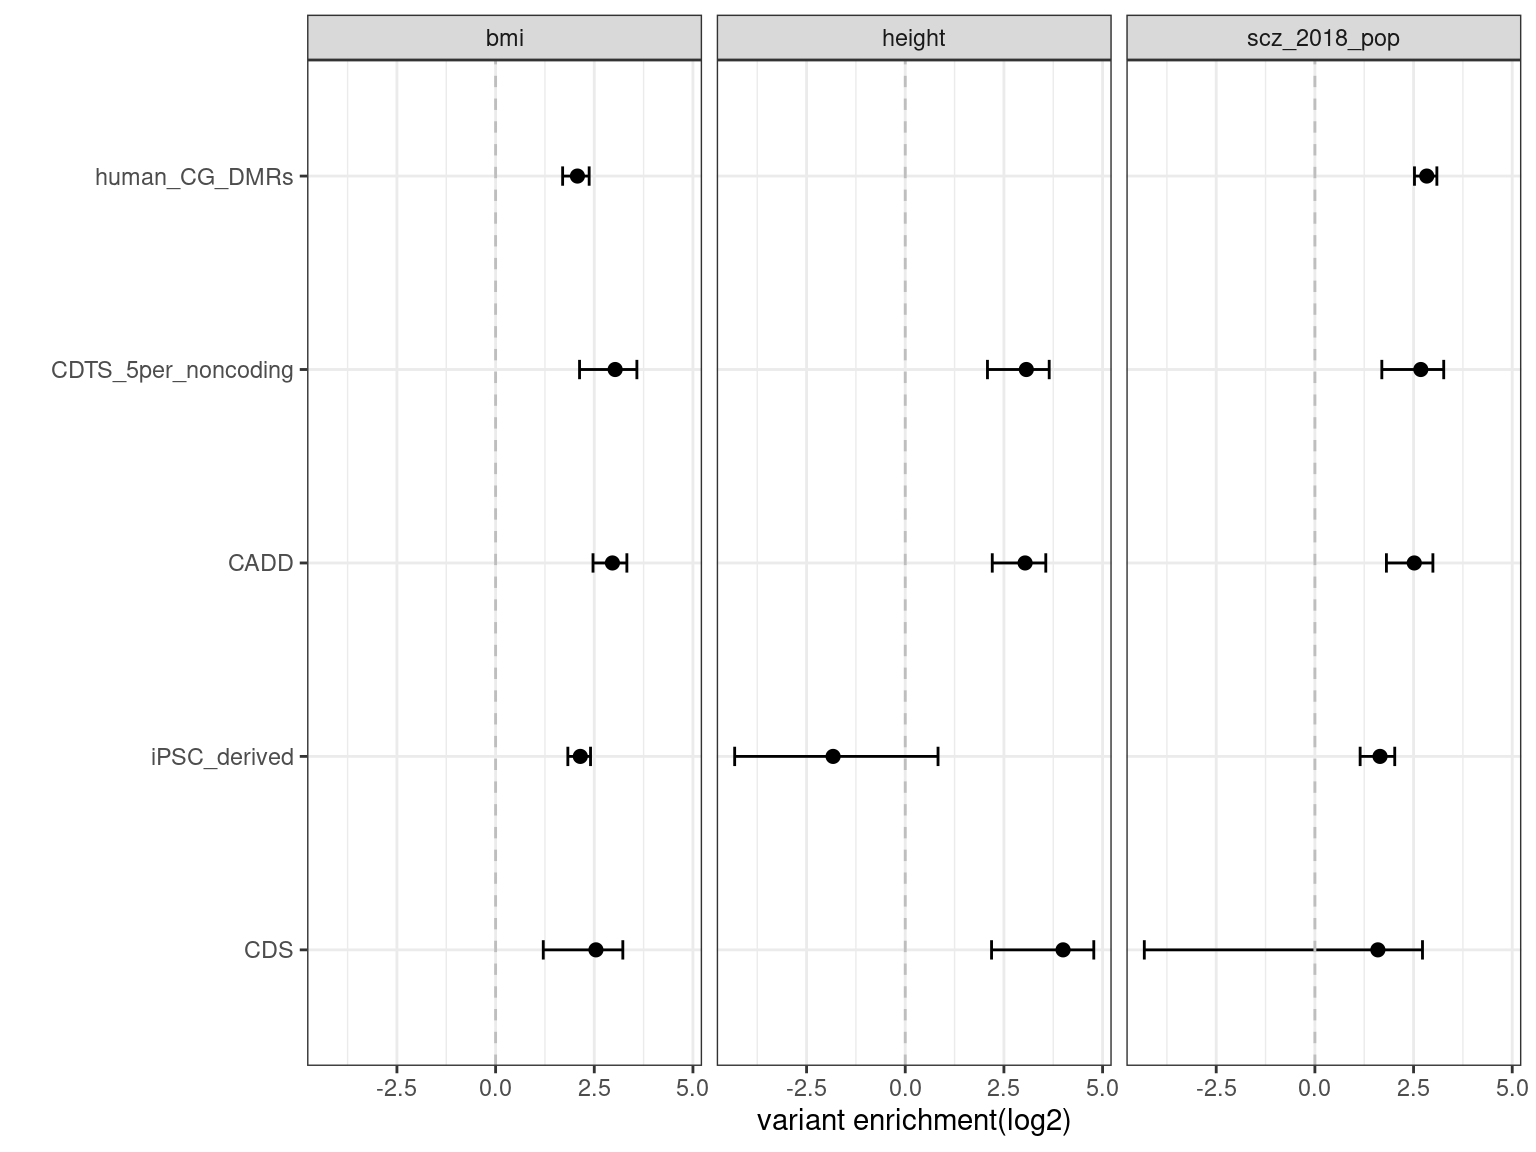 bmi height scz_2018_pop
human_CG_DMRs
CDTS_5per_noncoding
CADD
iPSC_derived
CDS
-2.5 0.0 2.5 5.0 -2.5 0.0 2.5 5.0 -2.5 0.0 2.5 5.0
variant enrichment(log2)